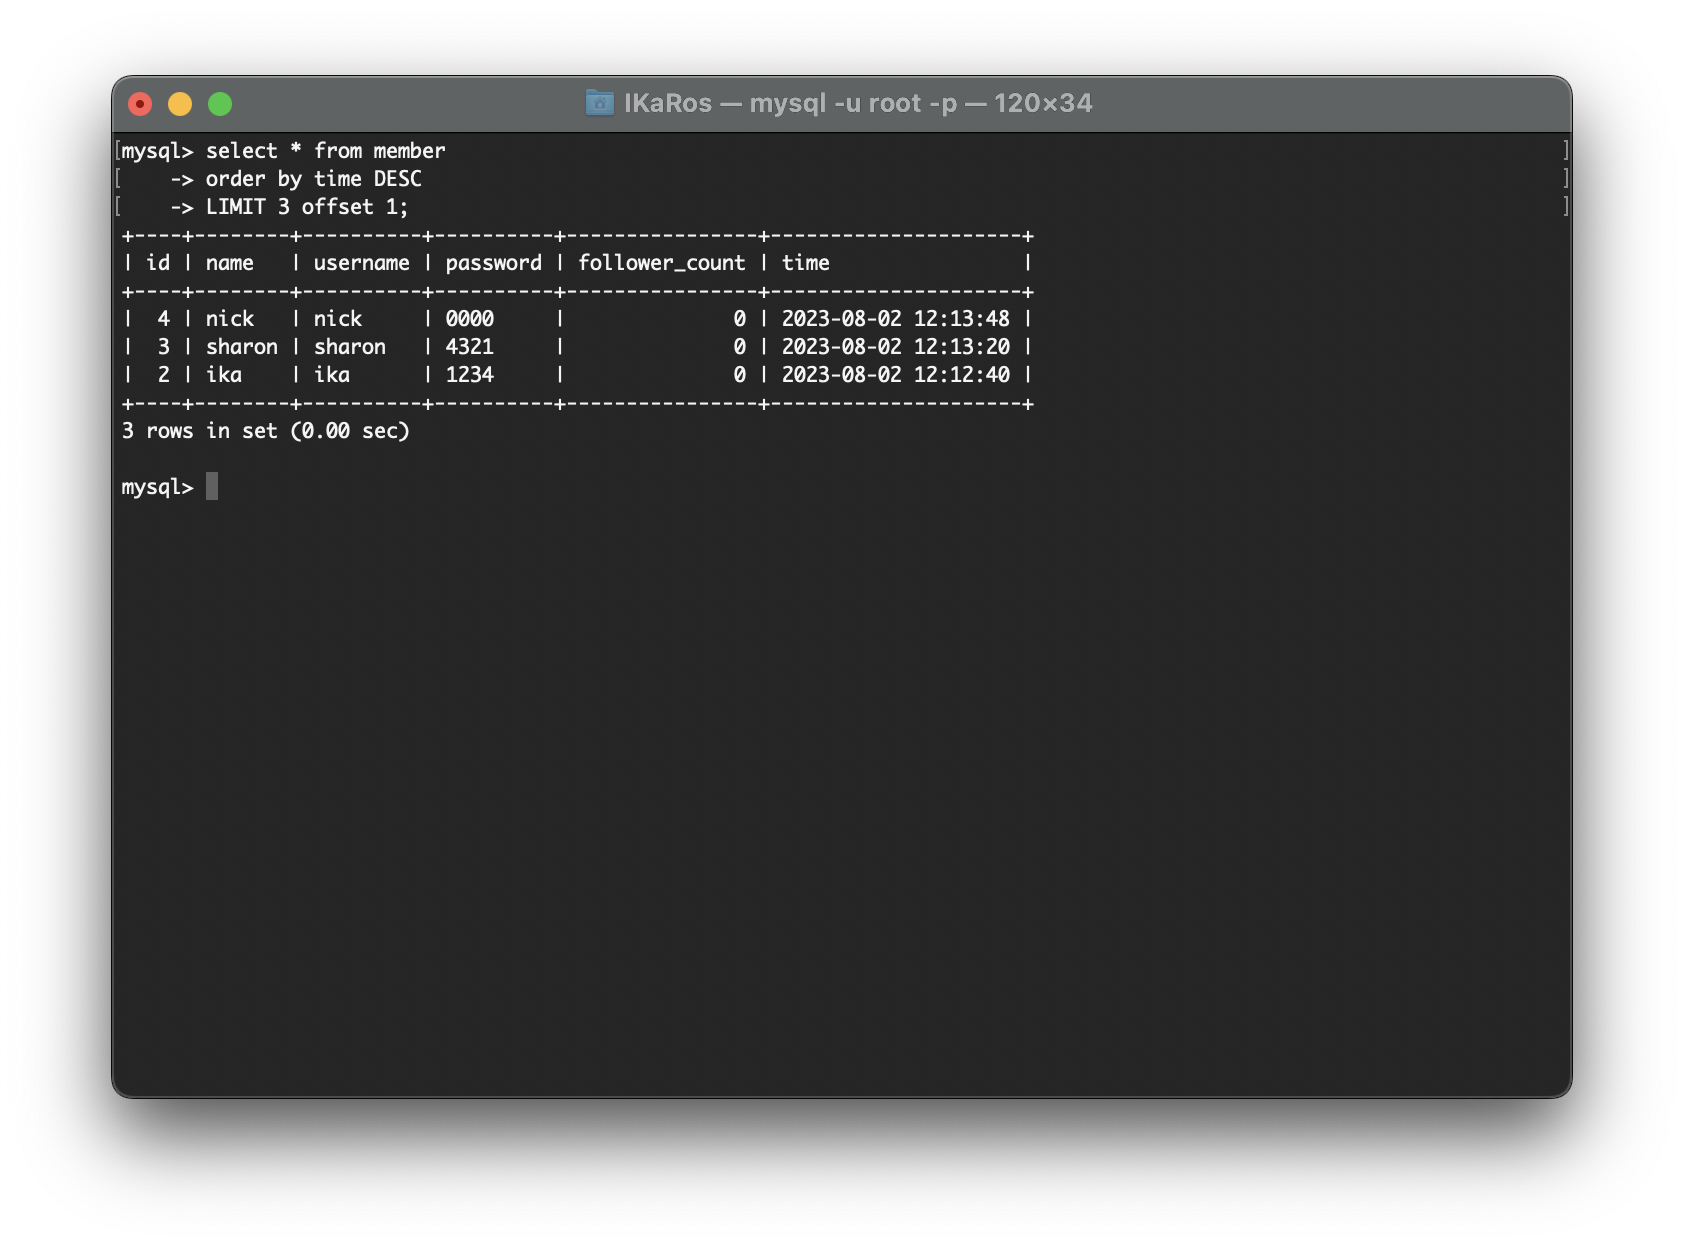 IKaRos — mysql -u root -p — 120×34
[mysql> select * from member ]
[    -> order by time DESC ]
[    -> LIMIT 3 offset 1; ]
+----+--------+----------+----------+----------------+---------------------+
| id | name   | username | password | follower_count | time                |
+----+--------+----------+----------+----------------+---------------------+
|  4 | nick   | nick     | 0000     |              0 | 2023-08-02 12:13:48 |
|  3 | sharon | sharon   | 4321     |              0 | 2023-08-02 12:13:20 |
|  2 | ika    | ika      | 1234     |              0 | 2023-08-02 12:12:40 |
+----+--------+----------+----------+----------------+---------------------+
3 rows in set (0.00 sec)
mysql>